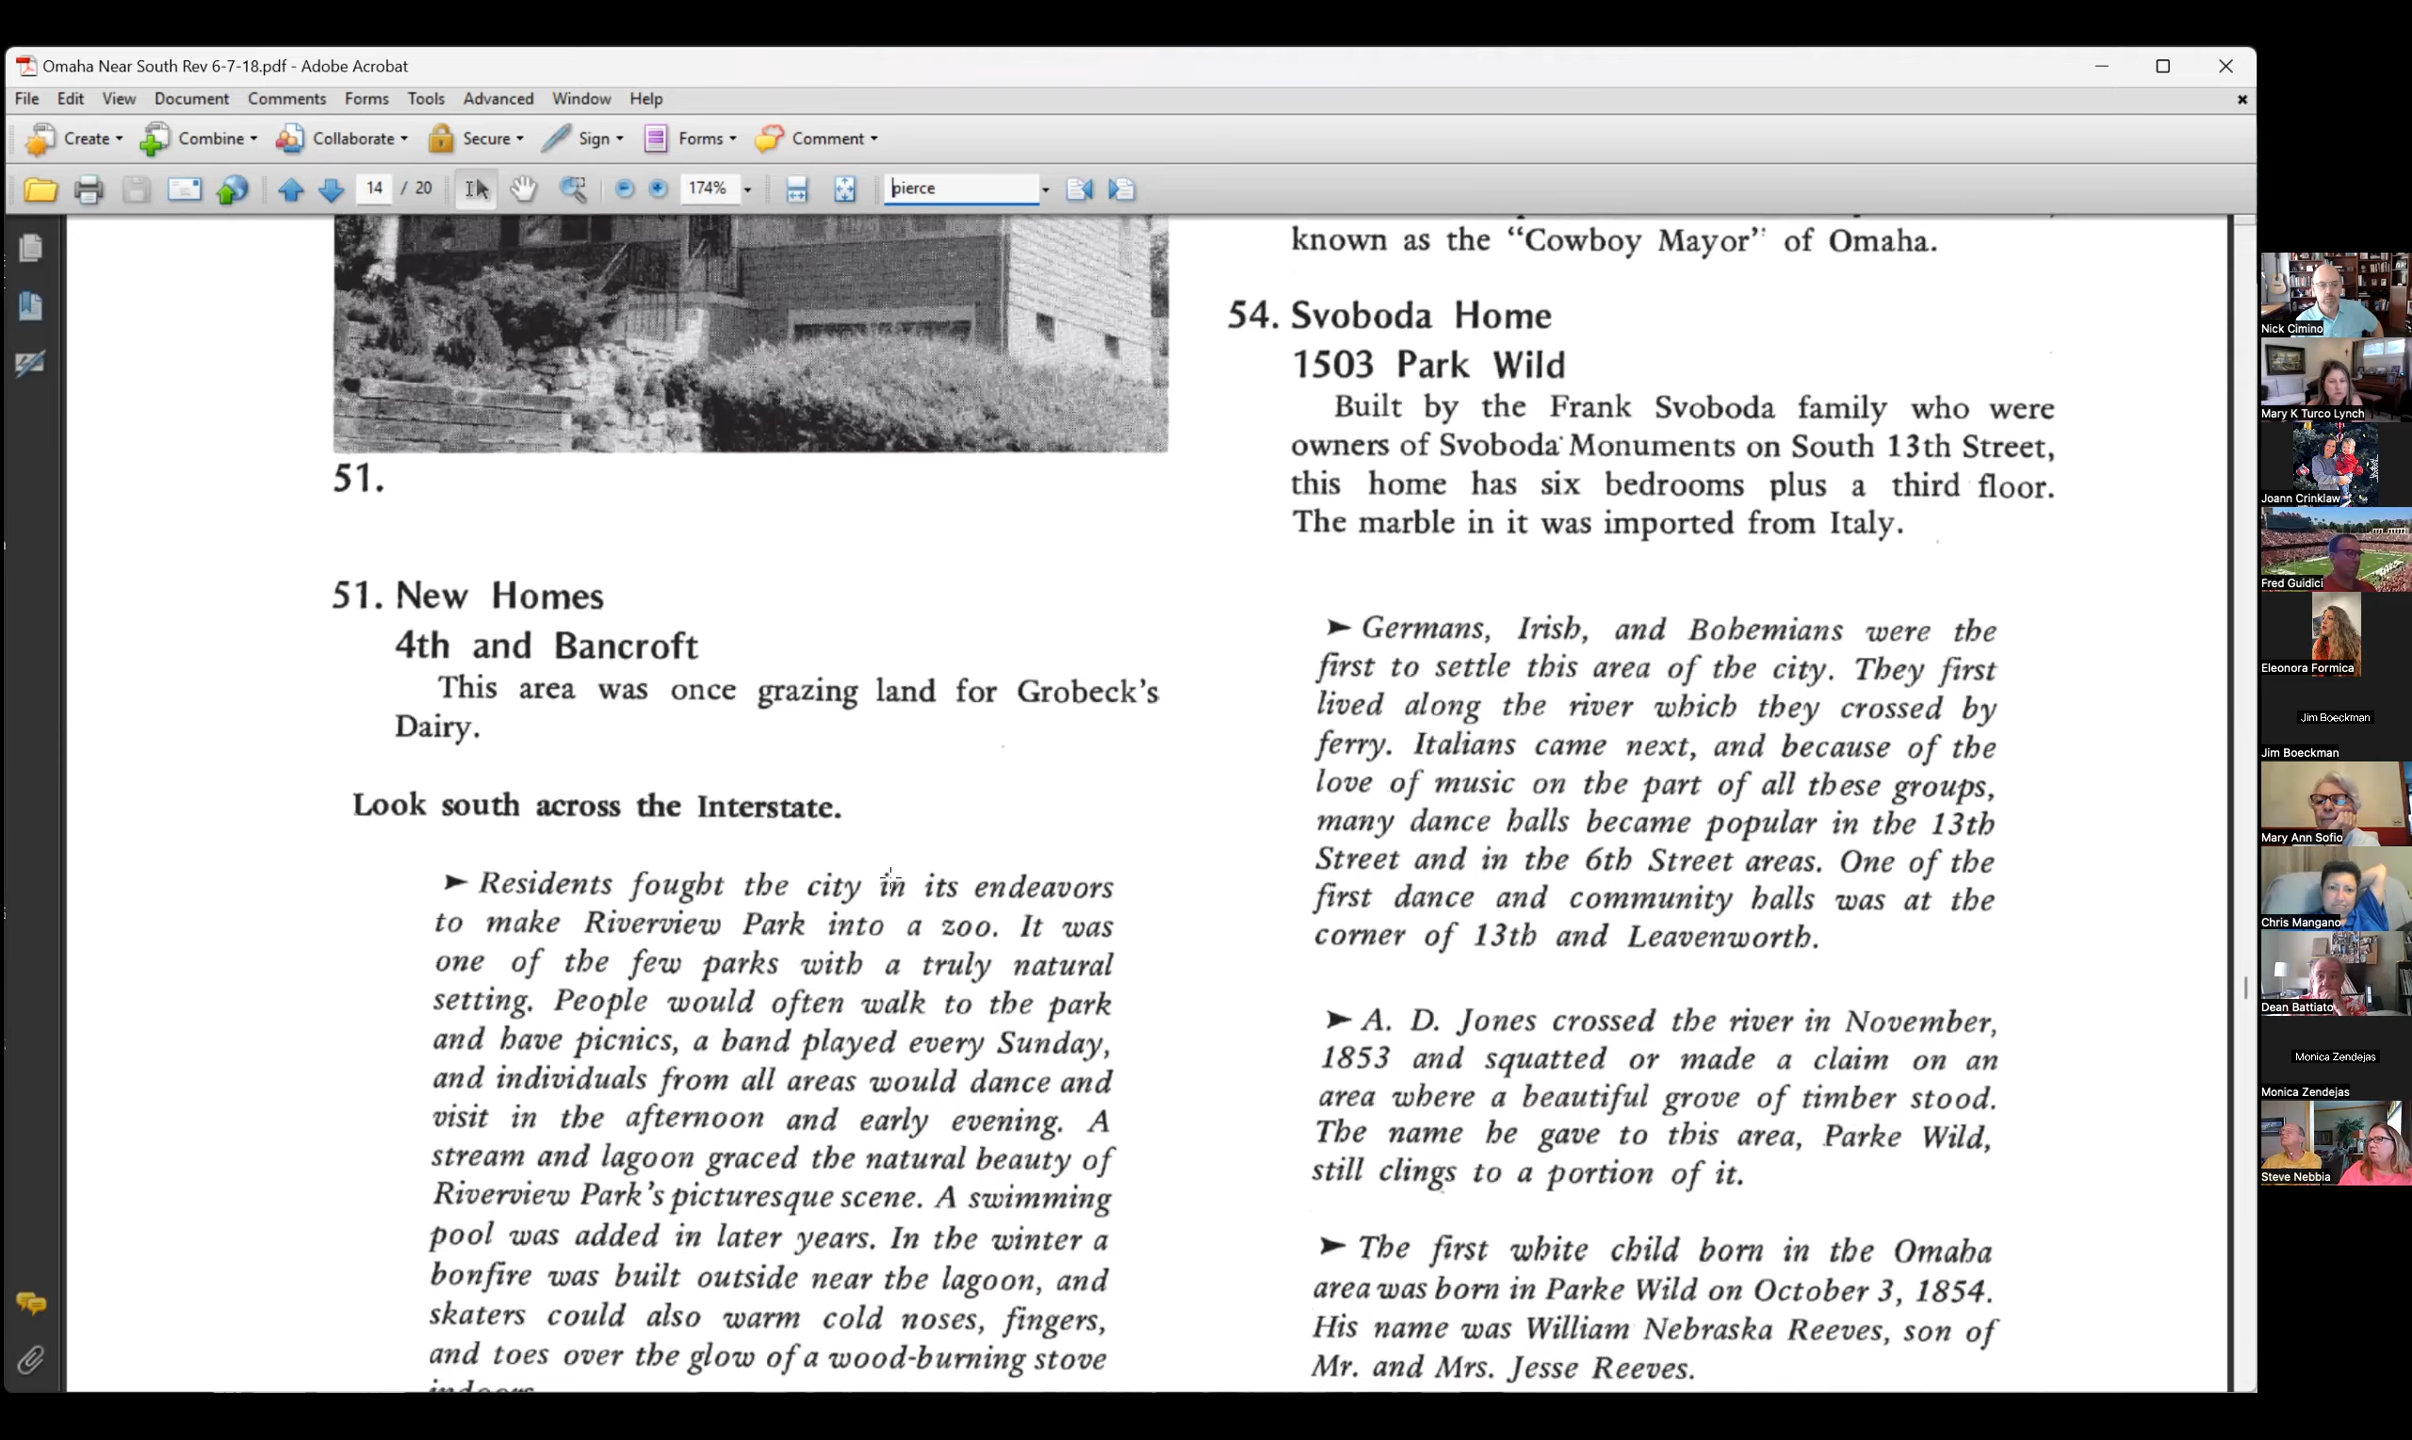 Omaha Near South Rev 6-7-18.pdf - Adobe Acrobat
File Edit View Document Comments Forms Tools Advanced Window Help
Create Combine Collaborate Secure Sign Forms Comment
14 / 20 174% pierce
51.
51. New Homes
4th and Bancroft
This area was once grazing land for Grobeck's
Dairy.
Look south across the Interstate.
➤ Residents fought the city in its endeavors
to make Riverview Park into a zoo. It was
one of the few parks with a truly natural
setting. People would often walk to the park
and have picnics, a band played every Sunday,
and individuals from all areas would dance and
visit in the afternoon and early evening. A
stream and lagoon graced the natural beauty of
Riverview Park's picturesque scene. A swimming
pool was added in later years. In the winter a
bonfire was built outside near the lagoon, and
skaters could also warm cold noses, fingers,
and toes over the glow of a wood-burning stove
known as the "Cowboy Mayor" of Omaha.
54. Svoboda Home
1503 Park Wild
Built by the Frank Svoboda family who were
owners of Svoboda Monuments on South 13th Street,
this home has six bedrooms plus a third floor.
The marble in it was imported from Italy.
➤ Germans, Irish, and Bohemians were the
first to settle this area of the city. They first
lived along the river which they crossed by
ferry. Italians came next, and because of the
love of music on the part of all these groups,
many dance halls became popular in the 13th
Street and in the 6th Street areas. One of the
first dance and community halls was at the
corner of 13th and Leavenworth.
➤ A. D. Jones crossed the river in November,
1853 and squatted or made a claim on an
area where a beautiful grove of timber stood.
The name he gave to this area, Parke Wild,
still clings to a portion of it.
➤ The first white child born in the Omaha
area was born in Parke Wild on October 3, 1854.
His name was William Nebraska Reeves, son of
Mr. and Mrs. Jesse Reeves.
Nick Cimino
Mary K Turco Lynch
Joann Crinklaw
Fred Guidici
Eleonora Formica
Jim Boeckman
Jim Boeckman
Mary Ann Sofio
Chris Mangano
Dean Battiato
Monica Zendejas
Monica Zendejas
Steve Nebbia